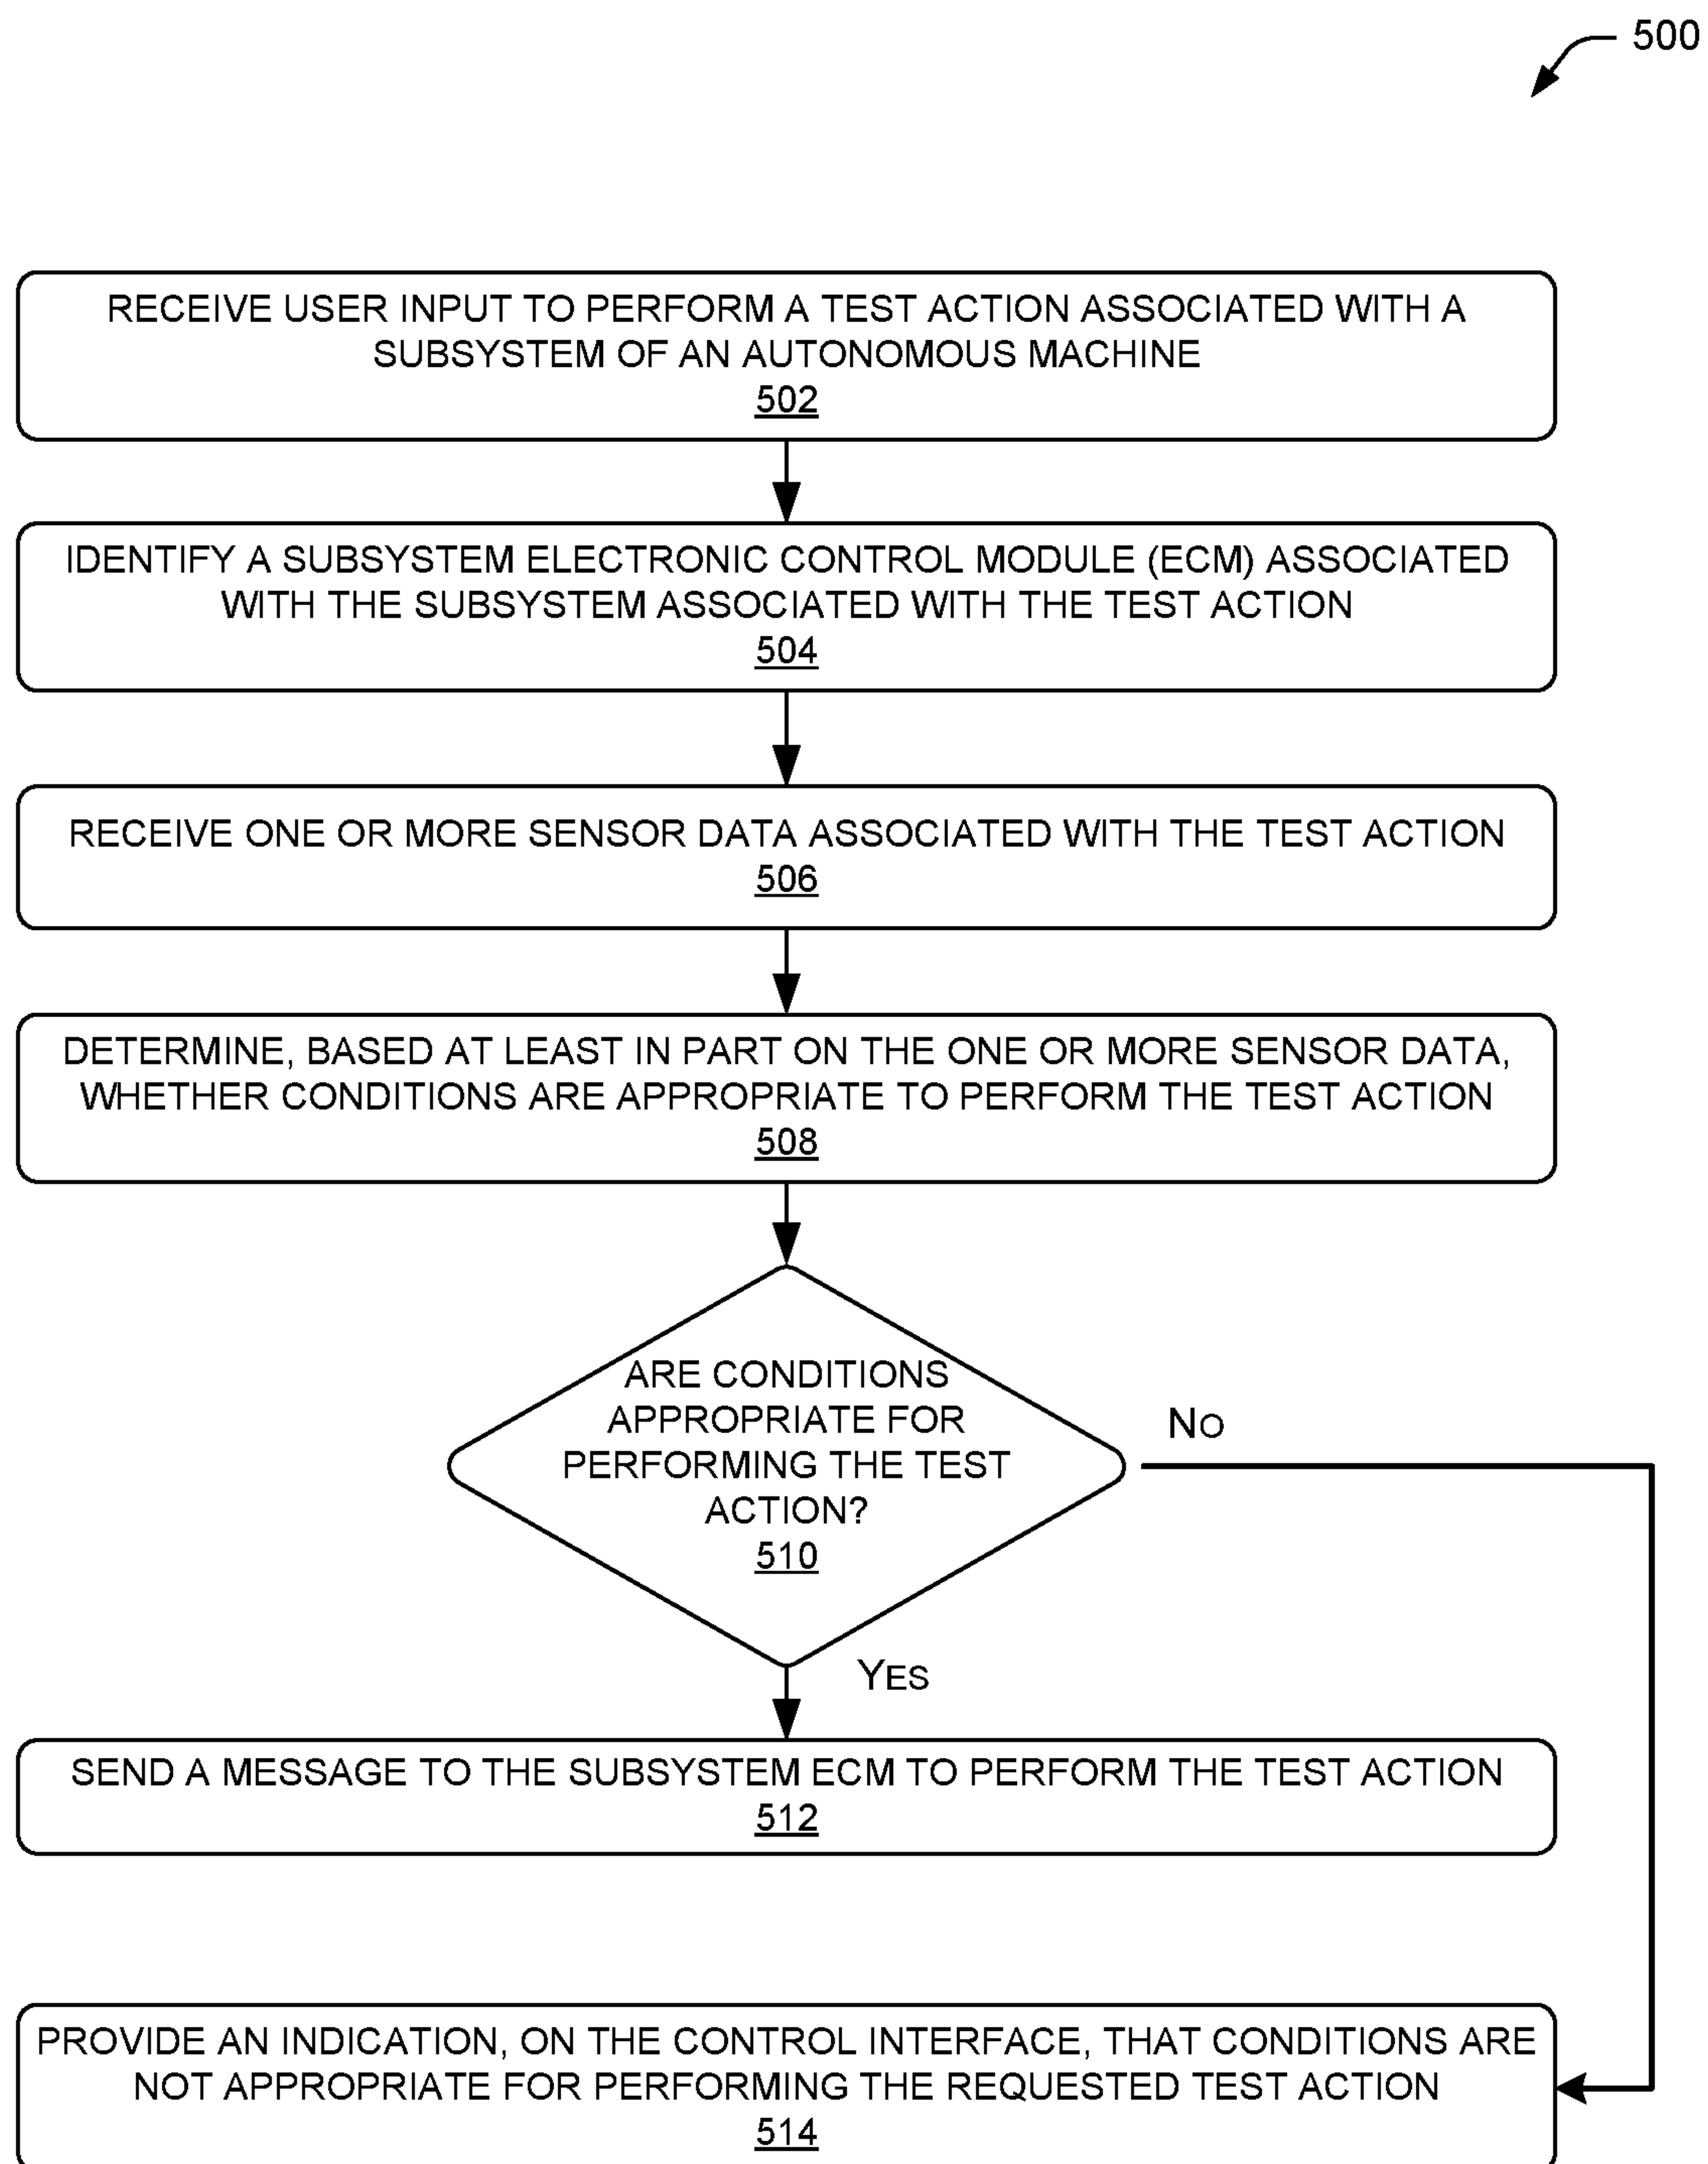 500
RECEIVE USER INPUT TO PERFORM A TEST ACTION ASSOCIATED WITH A
SUBSYSTEM OF AN AUTONOMOUS MACHINE
502
IDENTIFY A SUBSYSTEM ELECTRONIC CONTROL MODULE (ECM) ASSOCIATED
WITH THE SUBSYSTEM ASSOCIATED WITH THE TEST ACTION
504
RECEIVE ONE OR MORE SENSOR DATA ASSOCIATED WITH THE TEST ACTION
506
DETERMINE, BASED AT LEAST IN PART ON THE ONE OR MORE SENSOR DATA,
WHETHER CONDITIONS ARE APPROPRIATE TO PERFORM THE TEST ACTION
508
ARE CONDITIONS
APPROPRIATE FOR
PERFORMING THE TEST
ACTION?
510
NO
YES
SEND A MESSAGE TO THE SUBSYSTEM ECM TO PERFORM THE TEST ACTION
512
PROVIDE AN INDICATION, ON THE CONTROL INTERFACE, THAT CONDITIONS ARE
NOT APPROPRIATE FOR PERFORMING THE REQUESTED TEST ACTION
514